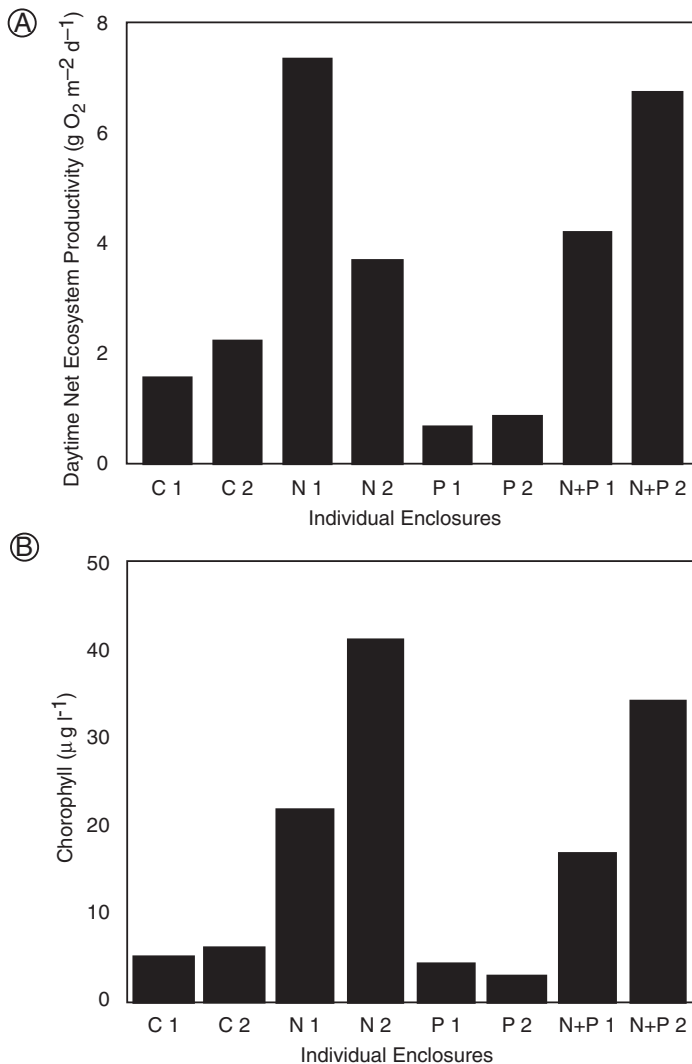 A
Daytime Net Ecosystem Productivity (g O2 m−2 d−1)
8
6
4
2
0
C 1 C 2 N 1 N 2 P 1 P 2 N+P 1 N+P 2
Individual Enclosures
B
Chorophyll (μ g l-1)
50
40
30
20
10
0
C 1 C 2 N 1 N 2 P 1 P 2 N+P 1 N+P 2
Individual Enclosures